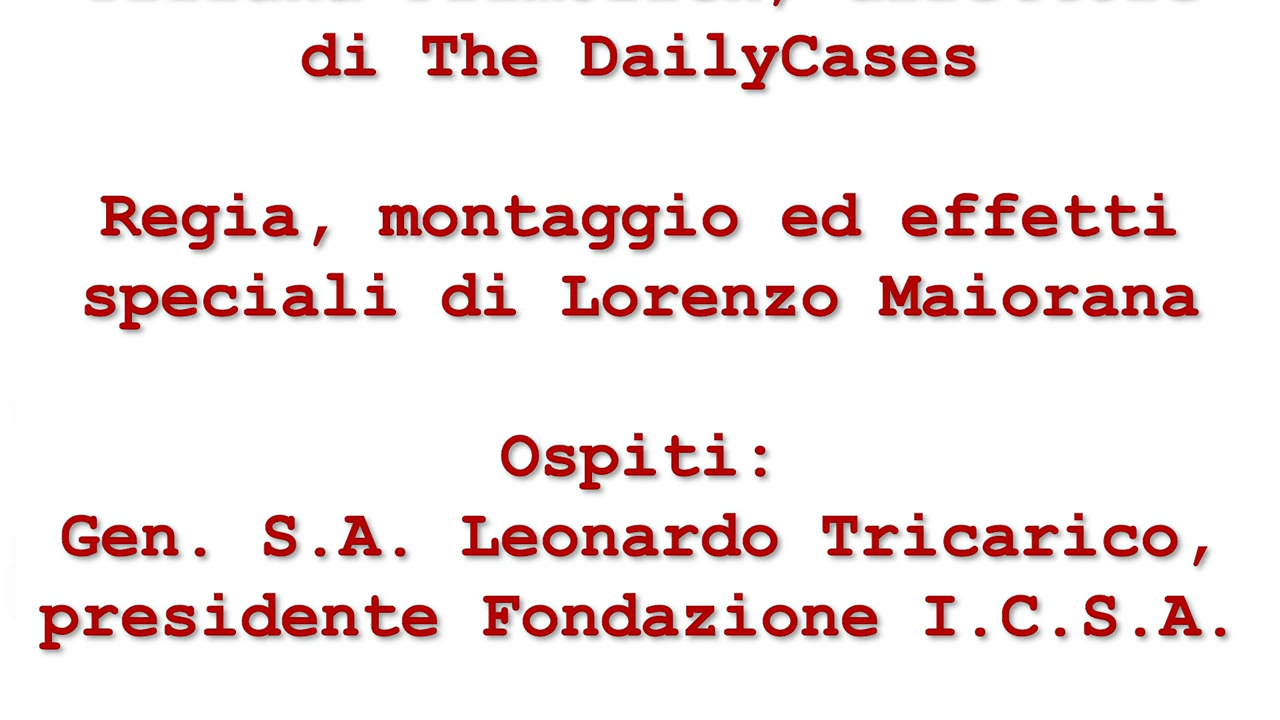 di The DailyCases
Regia, montaggio ed effetti
speciali di Lorenzo Maiorana
Ospiti:
Gen. S.A. Leonardo Tricarico,
presidente Fondazione I.C.S.A.